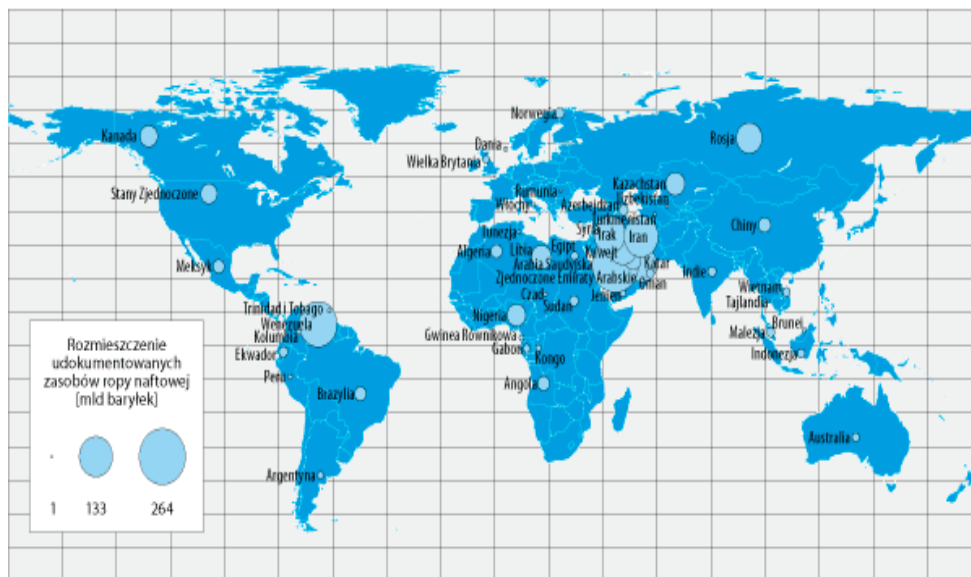 Norwegia
Kanada
Rosja
Dania
Wielka Brytania
Stany Zjednoczone
Rumunia
Kazachstan
Włochy
Azerbejdżan
Uzbekistan
Turkmenistan
Syria
Chiny
Tunezja
Irak
Iran
Algieria
Libia
Egipt
Kuwejt
Meksyk
Arabia Saudyjska
Katar
Indie
Zjednoczone Emiraty Arabskie
Oman
Czad
Jemen
Wietnam
Sudan
Tajlandia
Trinidad i Tobago
Wenezuela
Nigeria
Brunei
Kolumbia
Gwinea Równikowa
Malezja
Ekwador
Gabon
Kongo
Indonezja
Peru
Angola
Brazylia
Australia
Argentyna
Rozmieszczenie
udokumentowanych
zasobów ropy naftowej
[mld baryłek]
1 133 264